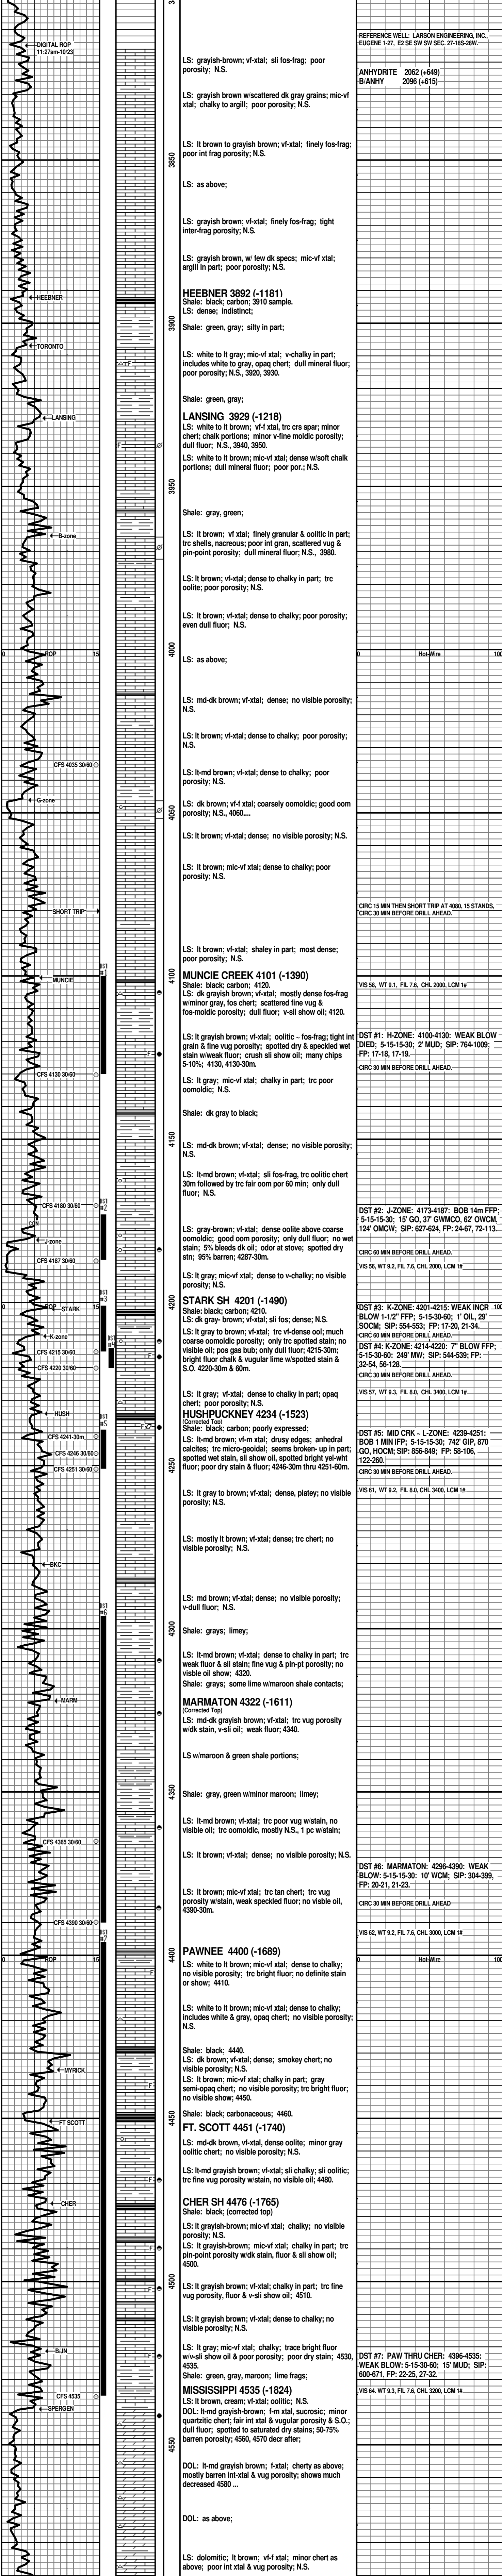 DIGITAL ROP
11:27am-10/23
REFERENCE WELL: LARSON ENGINEERING, INC.,
EUGENE 1-27, E2 SE SW SW SEC. 27-18S-28W.
LS: grayish-brown; vf-xtal; sli fos-frag; poor
porosity; N.S.
ANHYDRITE 2062 (+649)
B/ANHY 2096 (+615)
LS: grayish brown w/scattered dk gray grains; mic-vf
xtal; chalky to argill; poor porosity; N.S.
3850
LS: lt brown to grayish brown; vf-xtal; finely fos-frag;
poor int frag porosity; N.S.
LS: as above;
LS: grayish brown; vf-xtal; finely fos-frag; tight
inter-frag porosity; N.S.
LS: grayish brown, w/ few dk specs; mic-vf xtal;
argill in part; poor porosity; N.S.
HEEBNER
HEEBNER 3892 (-1181)
Shale: black; carbon; 3910 sample.
LS: dense; indistinct;
3900
Shale: green, gray; silty in part;
TORONTO
LS: white to lt gray; mic-vf xtal; v-chalky in part;
includes white to gray, opaq chert; dull mineral fluor;
poor porosity; N.S., 3920, 3930.
Shale: green, gray;
LANSING
LANSING 3929 (-1218)
LS: white to lt brown; vf-f xtal, trc crs spar; minor
chert; chalk portions; minor v-fine moldic porosity;
dull fluor; N.S., 3940, 3950.
LS: white to lt brown; mic-vf xtal; dense w/soft chalk
portions; dull mineral fluor; poor por.; N.S.
3950
Shale: gray, green;
B-zone
LS: lt brown; vf xtal; finely granular & oolitic in part;
trc shells, nacreous; poor int gran, scattered vug &
pin-point porosity; dull mineral fluor; N.S., 3980.
LS: lt brown; vf-xtal; dense to chalky in part; trc
oolite; poor porosity; N.S.
LS: lt brown; vf-xtal; dense to chalky; poor porosity;
even dull fluor; N.S.
4000
0 ROP 15
0 Hot-Wire 100
LS: as above;
LS: md-dk brown; vf-xtal; dense; no visible porosity;
N.S.
LS: lt brown; vf-xtal; dense to chalky; poor porosity;
N.S.
CFS 4035 30/60
LS: lt-md brown; vf-xtal; dense to chalky; poor
porosity; N.S.
G-zone
LS: dk brown; vf-f xtal; coarsely oomoldic; good oom
porosity; N.S., 4060....
4050
LS: lt brown; vf-xtal; dense; no visible porosity; N.S.
LS: lt brown; mic-vf xtal; dense to chalky; poor
porosity; N.S.
SHORT TRIP
CIRC 15 MIN THEN SHORT TRIP AT 4080, 15 STANDS,
CIRC 30 MIN BEFORE DRILL AHEAD.
LS: lt brown; vf-xtal; shaley in part; most dense;
poor porosity; N.S.
4100
MUNCIE
MUNCIE CREEK 4101 (-1390)
Shale: black; carbon; 4120.
LS: dk grayish brown; vf-xtal; mostly dense fos-frag
w/minor gray, fos chert; scattered fine vug &
fos-moldic porosity; dull fluor; v-sli show oil; 4120.
VIS 58, WT 9.1, FIL 7.6, CHL 2000, LCM 1#
LS: grayish brown; vf-xtal; oolitic ~ fos-frag; tight int
grain & fine vug porosity; spotted dry & speckled wet
stain w/weak fluor; crush sli show oil; many chips
5-10%; 4130, 4130-30m.
DST #1: H-ZONE: 4100-4130: WEAK BLOW
DIED; 5-15-15-30; 2' MUD; SIP: 764-1009;
FP: 17-18, 17-19.
CIRC 30 MIN BEFORE DRILL AHEAD.
CFS 4130 30/60
LS: lt gray; mic-vf xtal; chalky in part; trc poor
oomoldic; N.S.
Shale: dk gray to black;
4150
LS: md-dk brown; vf-xtal; dense; no visible porosity;
N.S.
LS: lt-md brown; vf-xtal; sli fos-frag, trc oolitic chert
30m followed by trc fair oom por 60 min; only dull
fluor; N.S.
CFS 4180 30/60
DST #2: J-ZONE: 4173-4187: BOB 14m FFP;
5-15-15-30; 15' GO, 37' GWMCO, 62' OWCM,
124' OMCW; SIP: 627-624, FP: 24-67, 72-113.
J-zone
LS: gray-brown; vf-xtal; dense oolite above coarse
oomoldic; good oom porosity; only dull fluor; no wet
stain; 5% bleeds dk oil; odor at stove; spotted dry
stn; 95% barren; 4287-30m.
CIRC 60 MIN BEFORE DRILL AHEAD.
CFS 4187 30/60
VIS 56, WT 9.2, FIL 7.6, CHL 2000, LCM 1#
LS: lt gray; mic-vf xtal; dense to v-chalky; no visible
porosity; N.S.
4200
STARK
STARK SH 4201 (-1490)
Shale: black; carbon; 4210.
LS: dk gray- brown; vf-xtal; sli fos; dense; N.S.
DST #3: K-ZONE: 4201-4215: WEAK INCR
BLOW 1-1/2" FFP; 5-15-30-60; 1' OIL, 29'
SOCM; SIP: 554-553; FP: 17-20, 21-34.
K-zone
LS: lt gray to brown; vf-xtal; trc vf-dense ool; much
coarse oomoldic porosity; only trc spotted stain; no
visible oil; pos gas bub; only dull fluor; 4215-30m;
bright fluor chalk & vugular lime w/spotted stain &
S.O. 4220-30m & 60m.
CIRC 60 MIN BEFORE DRILL AHEAD.
DST #4: K-ZONE: 4214-4220: 7" BLOW FFP;
5-15-30-60: 249' MW; SIP: 544-539; FP:
32-54, 56-128.
CFS 4215 30/60
CFS 4220 30/60
CIRC 30 MIN BEFORE DRILL AHEAD.
LS: lt gray; vf-xtal; dense to chalky in part; opaq
chert; poor porosity; N.S.
VIS 57, WT 9.2, FIL 8.0, CHL 3400, LCM 1#
HUSH
HUSHPUCKNEY 4234 (-1523)
(Corrected Top)
Shale: black; carbon; poorly expressed;
LS: lt-md brown; vf-vf xtal; drusy edges; anhedral
calcites; trc micro-geoidal; seems broken- up in part;
spotted wet stain, sli show oil, spotted bright yel-wht
fluor; poor dry stain & fluor; 4246-30m thru 4251-60m.
DST #5: MID CRK ~ L-ZONE: 4239-4251:
BOB 1 MIN IFP; 5-15-15-30; 742' GIP, 870
GO, HOCM; SIP: 856-849; FP: 58-106,
122-260.
CFS 4241-30m
CFS 4246 30/60
CFS 4251 30/60
4250
CIRC 30 MIN BEFORE DRILL AHEAD.
LS: lt gray to brown; vf-xtal; dense, platey; no visible
porosity; N.S.
VIS 61, WT 9.2, FIL 8.0, CHL 3400, LCM 1#
LS: mostly lt brown; vf-xtal; dense; trc chert; no
visible porosity; N.S.
BKC
LS: md brown; vf-xtal; dense; no visible porosity;
v-dull fluor; N.S.
4300
Shale: grays; limey;
LS: lt-md brown; vf-xtal; dense to chalky in part; trc
weak fluor & sli stain; fine vug & pin-pt porosity; no
visble oil show; 4320.
Shale: grays; some lime w/maroon shale contacts;
MARM
MARMATON 4322 (-1611)
(Corrected Top)
LS: md-dk grayish brown; vf-xtal; trc vug porosity
w/dk stain, v-sli oil; weak fluor; 4340.
LS w/maroon & green shale portions;
4350
Shale: gray, green w/minor maroon; limey;
LS: lt-md brown; vf-xtal; trc poor vug w/stain, no
visible oil; trc oomoldic, mostly N.S., 1 pc w/stain;
CFS 4365 30/60
LS: lt brown; vf-xtal; dense; no visible porosity; N.S.
DST #6: MARMATON: 4296-4390: WEAK
BLOW: 5-15-15-30: 10' WCM; SIP: 304-399,
FP: 20-21, 21-23.
LS: lt brown; mic-vf xtal; trc tan chert; trc vug
porosity w/stain, weak speckled fluor; no visible oil,
4390-30m.
CIRC 30 MIN BEFORE DRILL AHEAD
CFS 4390 30/60
VIS 62, WT 9.2, FIL 7.6, CHL 3000, LCM 1#
4400
0 ROP 15
0 Hot-Wire 100
PAWNEE 4400 (-1689)
LS: white to lt brown; mic-vf xtal; dense to chalky;
no visible porosity; trc bright fluor; no definite stain
or show; 4410.
LS: white to lt brown; mic-vf xtal; dense to chalky;
includes white & gray, opaq chert; no visible porosity;
N.S.
Shale: black; 4440.
LS: dk brown; vf-xtal; dense; smokey chert; no
visible porosity; N.S.
MYRICK
LS: lt brown; mic-vf xtal; chalky in part; gray
semi-opaq chert; no visible porosity; trc bright fluor;
no visible show; 4450.
4450
Shale: black; carbonaceous; 4460.
FT SCOTT
FT. SCOTT 4451 (-1740)
LS: md-dk brown, vf-xtal, dense oolite; minor gray
oolitic chert; no visible porosity; N.S.
LS: lt-md grayish brown; vf-xtal; sli chalky; sli oolitic;
trc fine vug porosity w/stain, no visible oil; 4480.
CHER
CHER SH 4476 (-1765)
Shale: black; (corrected top)
LS: lt grayish-brown; mic-vf xtal; chalky; no visible
porosity; N.S.
LS: lt grayish-brown; mic-vf xtal; chalky in part; trc
pin-point porosity w/dk stain, fluor & sli show oil;
4500.
4500
LS: lt grayish brown; vf-xtal; chalky in part; trc fine
vug porosity, fluor & v-sli show oil; 4510.
LS: lt grayish brown; vf-xtal; dense to chalky; no
visible porosity; N.S.
BIJN
LS: lt gray; mic-vf xtal; chalky; trace bright fluor
w/v-sli show oil & poor porosity; poor dry stain; 4530,
4535.
Shale: green, gray, maroon; lime frags;
DST #7: PAW THRU CHER: 4396-4535:
WEAK BLOW: 5-15-30-60: 15' MUD; SIP:
600-671, FP: 22-25, 27-32.
CFS 4535
MISSISSIPPI 4535 (-1824)
VIS 64. WT 9.3, FIL 7.6, CHL 3200, LCM 1#
SPERGEN
LS: lt brown, cream; vf-xtal; oolitic; N.S.
DOL: lt-md grayish brown; f-m xtal, sucrosic; minor
quartzitic chert; fair int xtal & vugular porosity & S.O.;
dull fluor; spotted to saturated dry stains; 50-75%
barren porosity; 4560, 4570 decr after;
4550
DOL: lt-md grayish brown; f-xtal; cherty as above;
mostly barren int-xtal & vug porosity; shows much
decreased 4580 ...
DOL: as above;
LS: dolomitic; lt brown; vf-f xtal; minor chert as
above; poor int xtal & vug porosity; N.S.